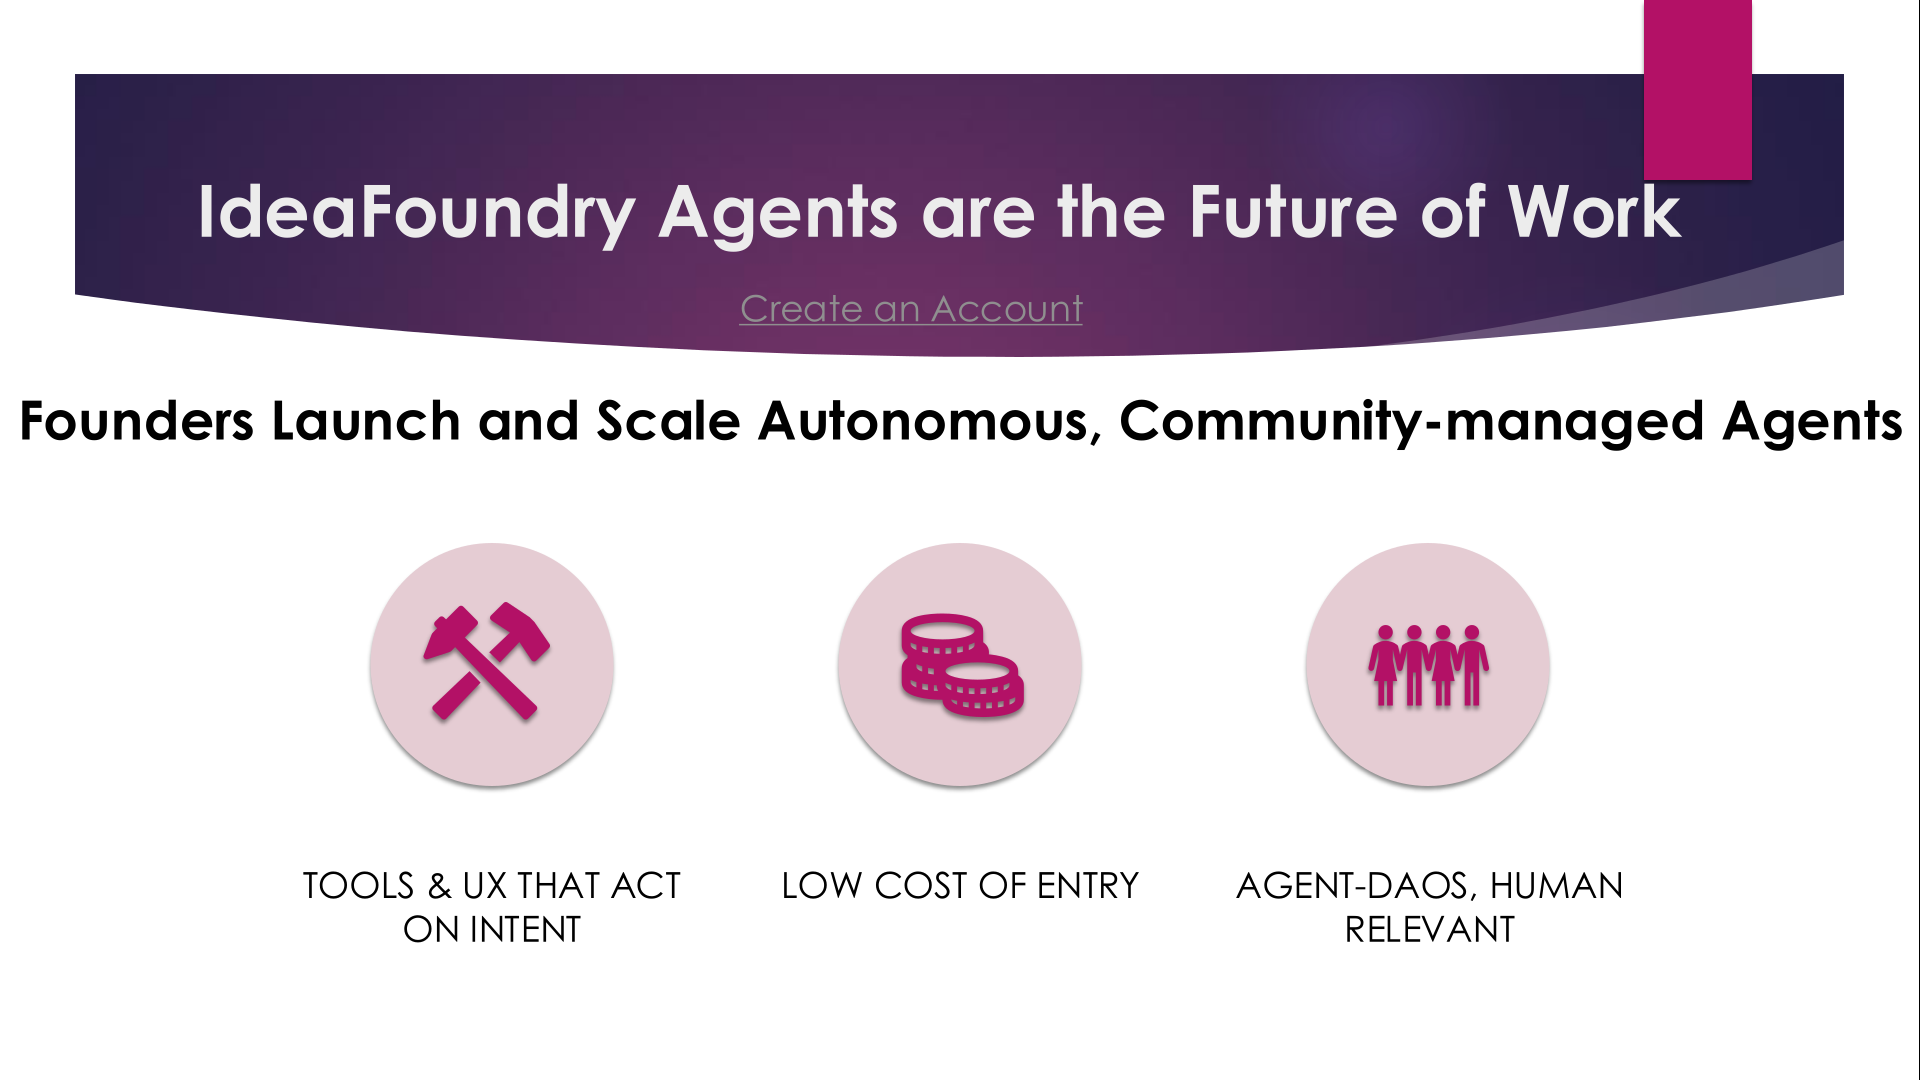 IdeaFoundry Agents are the Future of Work
Create an Account
Founders Launch and Scale Autonomous, Community-managed Agents
TOOLS & UX THAT ACT
ON INTENT
LOW COST OF ENTRY
AGENT-DAOS, HUMAN
RELEVANT